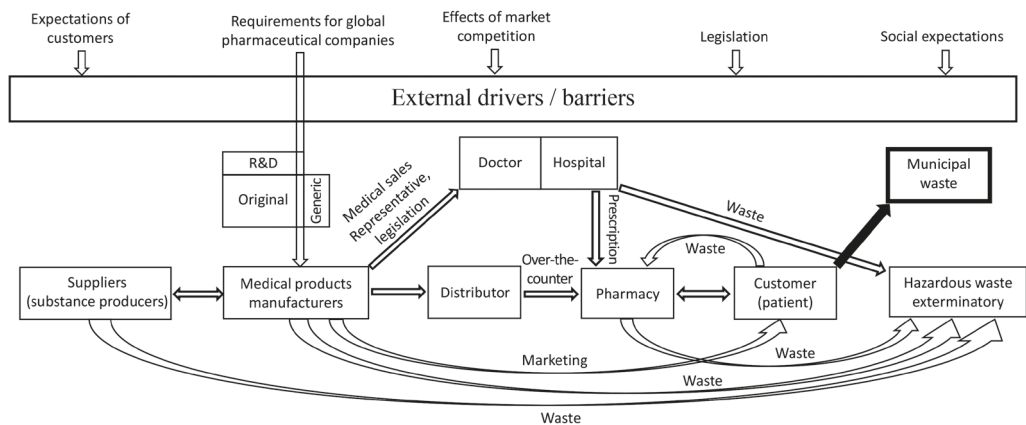 Expectations of
customers
Requirements for global
pharmaceutical companies
Effects of market
competition
Legislation
Social expectations
External drivers / barriers
R&D
Original
Generic
Medical sales
Representative,
legislation
Doctor
Hospital
Prescription
Waste
Municipal
waste
Waste
Over-the-
counter
Suppliers
(substance producers)
Medical products
manufacturers
Distributor
Pharmacy
Customer
(patient)
Hazardous waste
exterminatory
Marketing
Waste
Waste
Waste